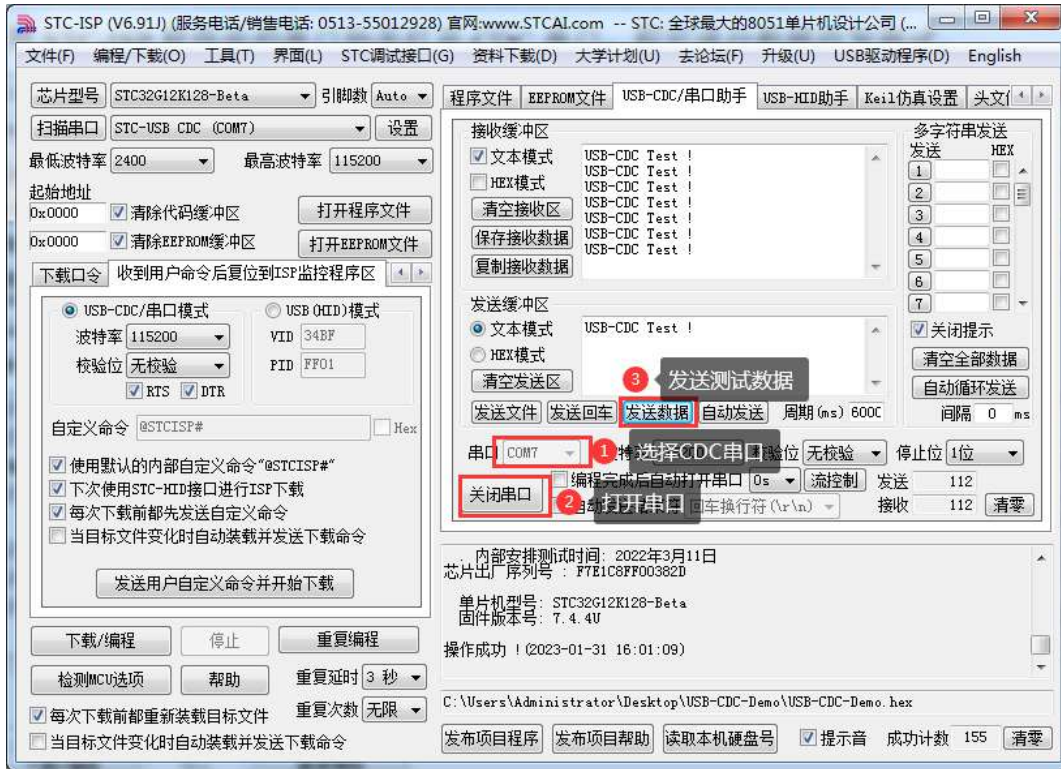 STC-ISP (V6.91J) (服务电话/销售电话: 0513-55012928) 官网:www.STCAI.com -- STC: 全球最大的8051单片机设计公司 (...
文件(F) 编程/下载(O) 工具(T) 界面(L) STC调试接口(G) 资料下载(D) 大学计划(U) 去论坛(F) 升级(U) USB驱动程序(D) English
芯片型号 STC32G12K128-Beta 引脚数 Auto
扫描串口 STC-USB CDC (COM7) 设置
最低波特率 2400 最高波特率 115200
起始地址
0x0000 清除代码缓冲区 打开程序文件
0x0000 清除EEPROM缓冲区 打开EEPROM文件
下载口令 收到用户命令后复位到ISP监控程序区
USB-CDC/串口模式 USB(HID)模式
波特率 115200 VID 34BF
校验位 无校验 PID FF01
RTS DTR
自定义命令 @STCISP# Hex
使用默认的内部自定义命令"@STCISP#"
下次使用STC-HID接口进行ISP下载
每次下载前都先发送自定义命令
当目标文件变化时自动装载并发送下载命令
发送用户自定义命令并开始下载
下载/编程 停止 重复编程
检测MCU选项 帮助 重复延时 3 秒
每次下载前都重新装载目标文件 重复次数 无限
当目标文件变化时自动装载并发送下载命令
程序文件 EEPROM文件 USB-CDC/串口助手 USB-HID助手 Keil仿真设置
接收缓冲区 多字符串发送
发送 HEX
文本模式
HEX模式
清空接收区
保存接收数据
复制接收数据
USB-CDC Test !
USB-CDC Test !
USB-CDC Test !
USB-CDC Test !
USB-CDC Test !
USB-CDC Test !
USB-CDC Test !
1
2
3
4
5
6
7
发送缓冲区
文本模式 USB-CDC Test !
HEX模式
清空发送区
3 发送测试数据
关闭提示
清空全部数据
自动循环发送
间隔 0 ms
发送文件 发送回车 发送数据 自动发送 周期(ms)
串口 COM7 1 选择CDC串口 无校验 停止位 1位
编程完成后自动打开串口 0s 流控制 发送 112
关闭串口 2 打开串口 回车换行符(\r\n) 接收 112 清零
内部安排测试时间: 2022年3月11日
芯片出厂序列号 : F7E1C8FF00382D
单片机型号: STC32G12K128-Beta
固件版本号: 7.4.4U
操作成功 !(2023-01-31 16:01:09)
C:\Users\Administrator\Desktop\USB-CDC-Demo\USB-CDC-Demo.hex
发布项目程序 发布项目帮助 读取本机硬盘号 提示音 成功计数 155 清零